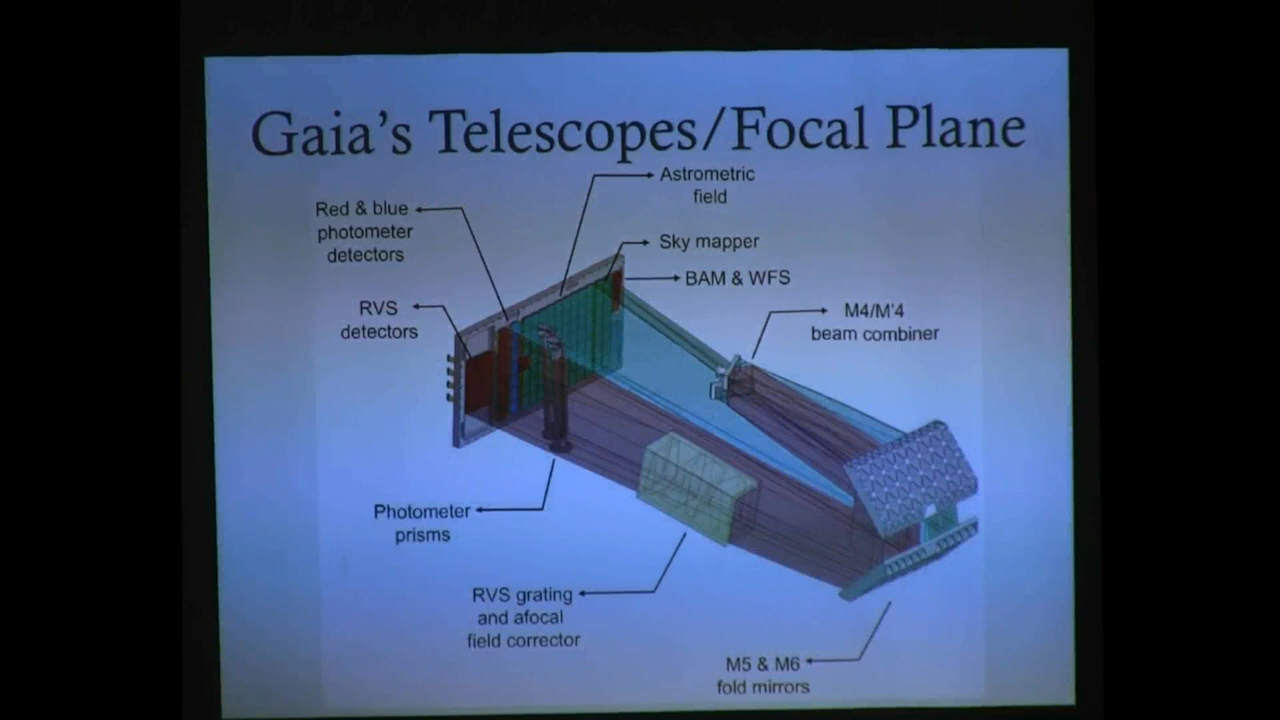 Gaia's Telescopes/Focal Plane
Astrometric
field
Red & blue
photometer
detectors
Sky mapper
BAM & WFS
RVS
detectors
M4/M'4
beam combiner
Photometer
prisms
RVS grating
and afocal
field corrector
M5 & M6
fold mirrors